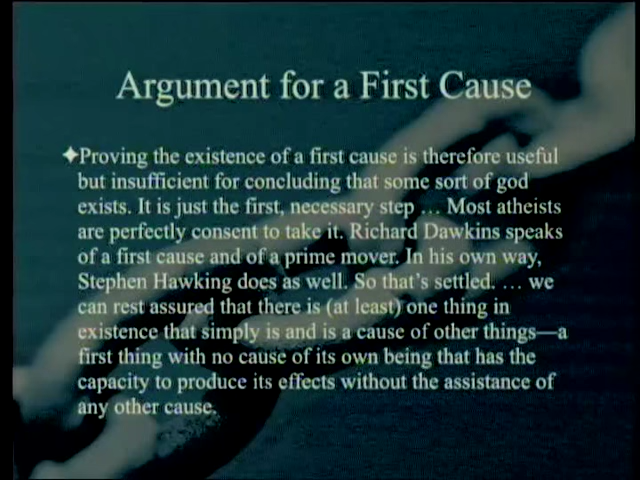 Argument for a First Cause
✦Proving the existence of a first cause is therefore useful
but insufficient for concluding that some sort of god
exists. It is just the first, necessary step … Most atheists
are perfectly consent to take it. Richard Dawkins speaks
of a first cause and of a prime mover. In his own way,
Stephen Hawking does as well. So that's settled. … we
can rest assured that there is (at least) one thing in
existence that simply is and is a cause of other things—a
first thing with no cause of its own being that has the
capacity to produce its effects without the assistance of
any other cause.